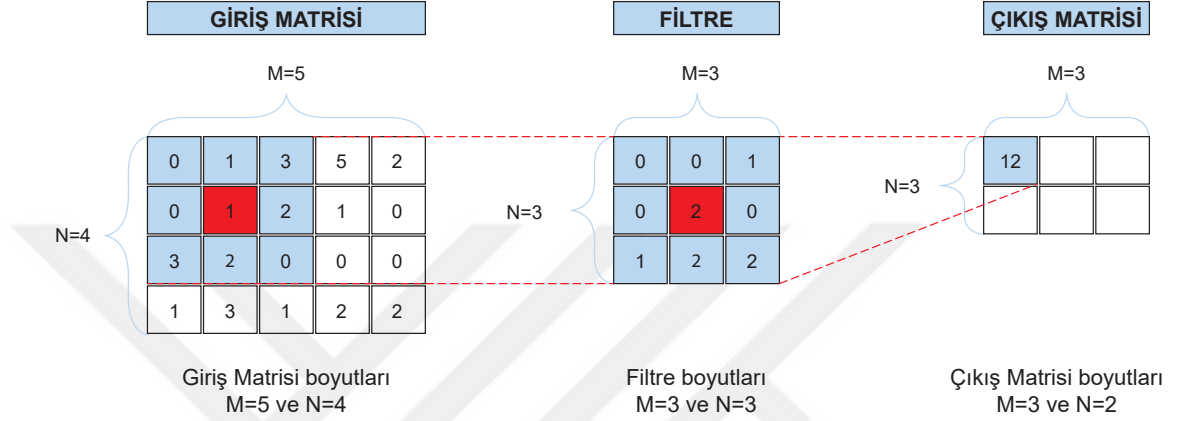 GİRİŞ MATRİSİ FİLTRE ÇIKIŞ MATRİSİ
M=5 M=3 M=3
0 1 3 5 2 0 0 1 12
0 1 2 1 0 0 2 0
N=4 N=3 N=3
3 2 0 0 0 1 2 2
1 3 1 2 2
Giriş Matrisi boyutları Filtre boyutları Çıkış Matrisi boyutları
M=5 ve N=4 M=3 ve N=3 M=3 ve N=2